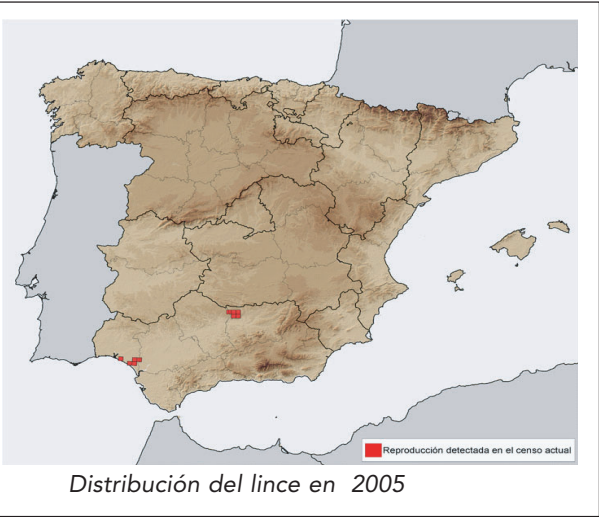 Reproducción detectada en el censo actual
Distribución del lince en 2005